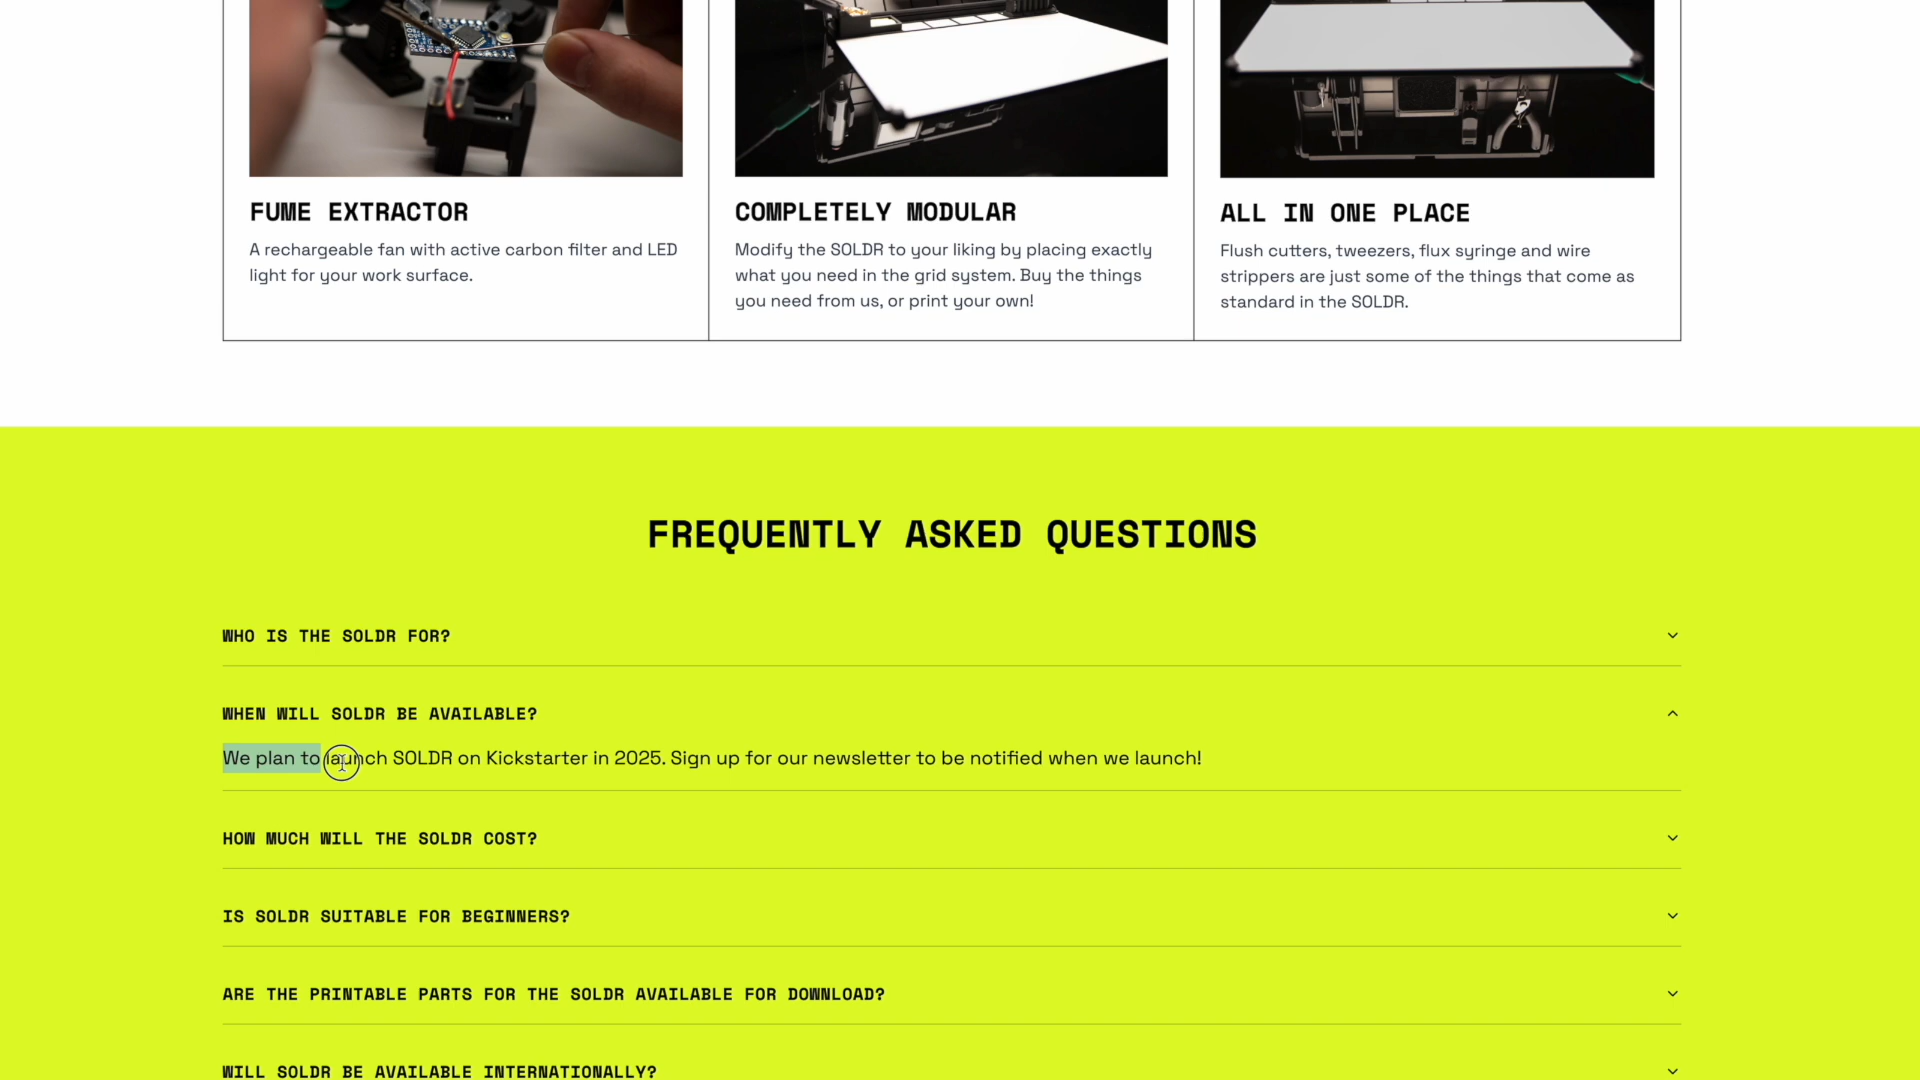 FUME EXTRACTOR
A rechargeable fan with active carbon filter and LED
light for your work surface.
COMPLETELY MODULAR
Modify the SOLDR to your liking by placing exactly
what you need in the grid system. Buy the things
you need from us, or print your own!
ALL IN ONE PLACE
Flush cutters, tweezers, flux syringe and wire
strippers are just some of the things that come as
standard in the SOLDR.
FREQUENTLY ASKED QUESTIONS
WHO IS THE SOLDR FOR?
WHEN WILL SOLDR BE AVAILABLE?
We plan to launch SOLDR on Kickstarter in 2025. Sign up for our newsletter to be notified when we launch!
HOW MUCH WILL THE SOLDR COST?
IS SOLDR SUITABLE FOR BEGINNERS?
ARE THE PRINTABLE PARTS FOR THE SOLDR AVAILABLE FOR DOWNLOAD?
WILL SOLDR BE AVAILABLE INTERNATIONALLY?